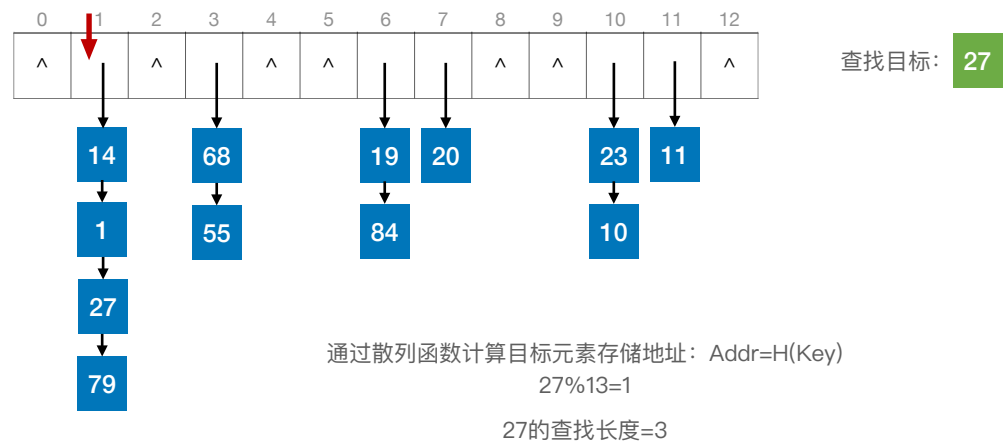 0 1 2 3 4 5 6 7 8 9 10 11 12
^ ^ ^ ^ ^ ^ ^
查找目标： 27
14 68 19 20 23 11
1 55 84 10
27
79
通过散列函数计算目标元素存储地址：Addr=H(Key)
27%13=1
27的查找长度=3